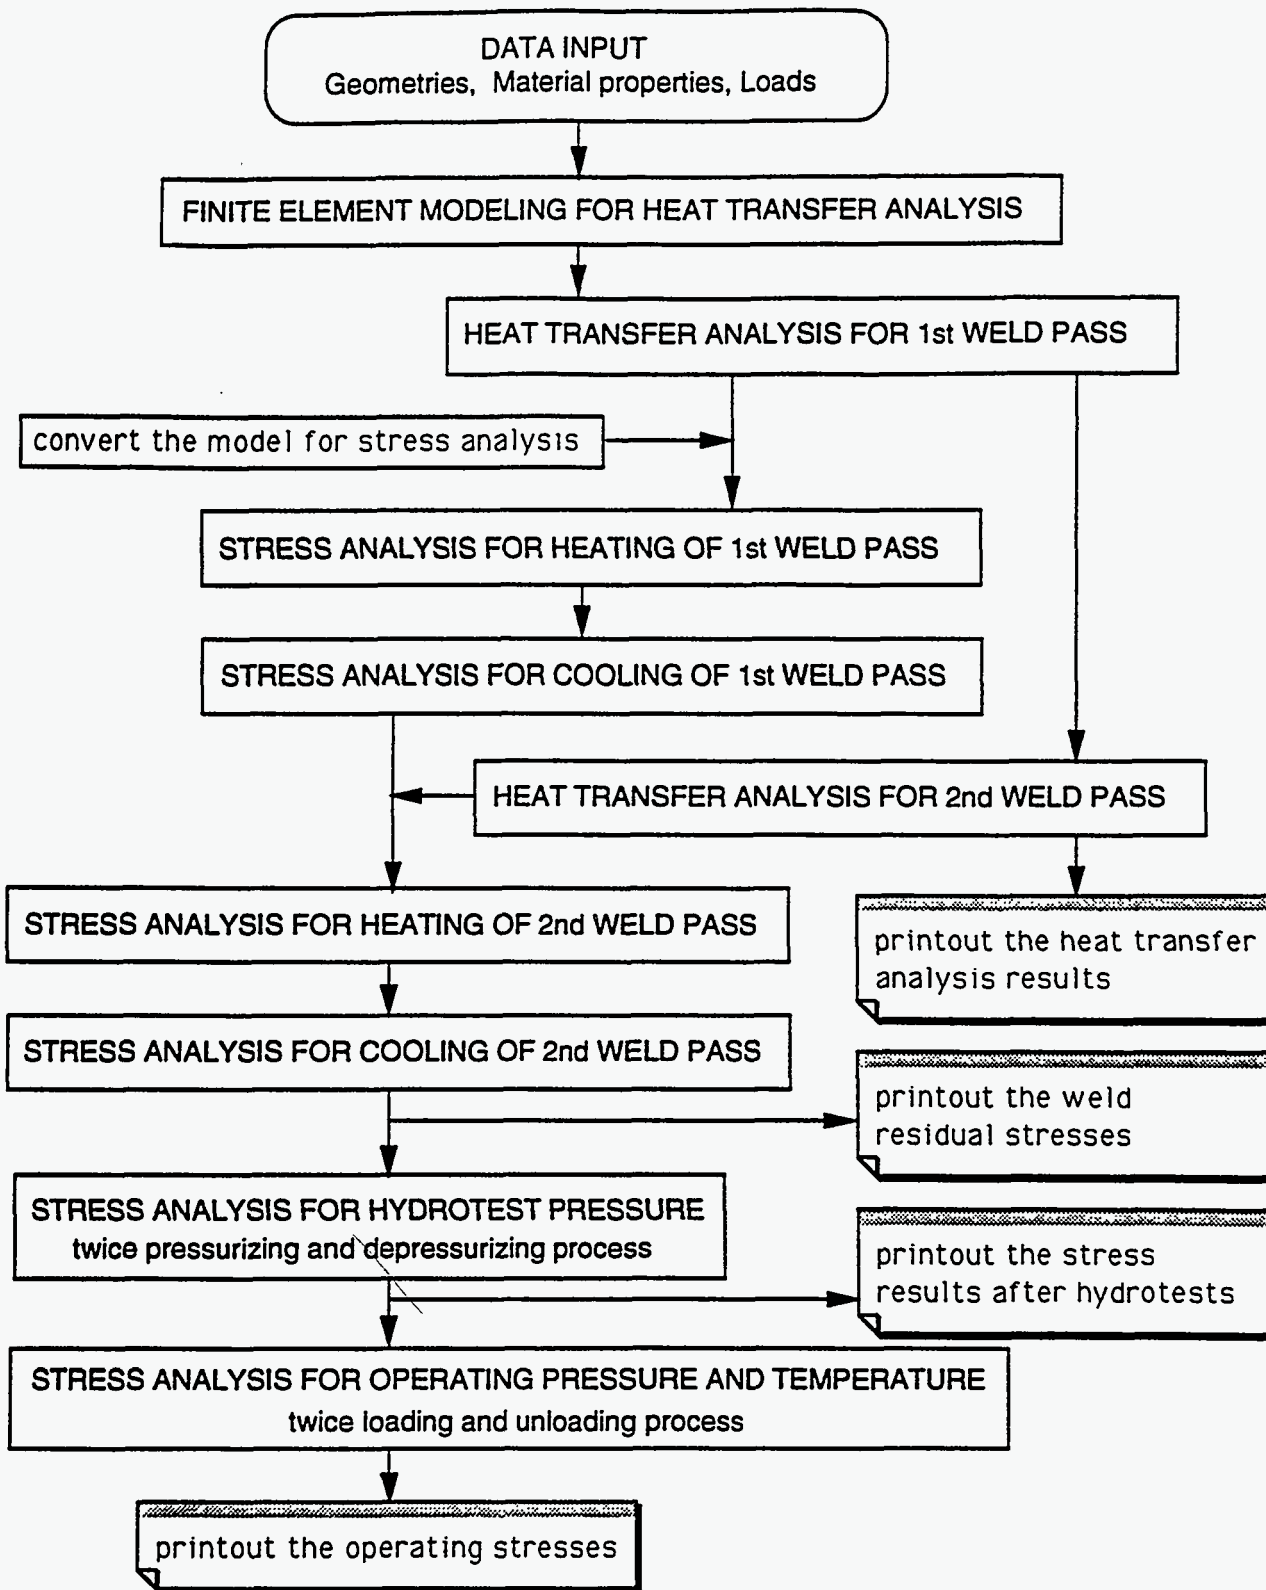 DATA INPUT
Geometries, Material properties, Loads
FINITE ELEMENT MODELING FOR HEAT TRANSFER ANALYSIS
HEAT TRANSFER ANALYSIS FOR 1st WELD PASS
convert the model for stress analysis
STRESS ANALYSIS FOR HEATING OF 1st WELD PASS
STRESS ANALYSIS FOR COOLING OF 1st WELD PASS
HEAT TRANSFER ANALYSIS FOR 2nd WELD PASS
STRESS ANALYSIS FOR HEATING OF 2nd WELD PASS
printout the heat transfer
analysis results
STRESS ANALYSIS FOR COOLING OF 2nd WELD PASS
printout the weld
residual stresses
STRESS ANALYSIS FOR HYDROTEST PRESSURE
twice pressurizing and depressurizing process
printout the stress
results after hydrotests
STRESS ANALYSIS FOR OPERATING PRESSURE AND TEMPERATURE
twice loading and unloading process
printout the operating stresses